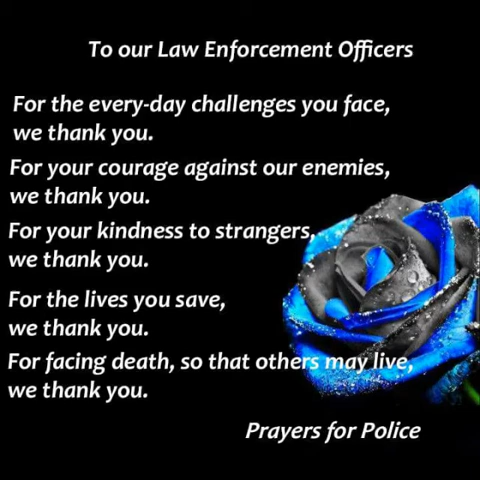 To our Law Enforcement Officers
For the every-day challenges you face,
we thank you.
For your courage against our enemies,
we thank you.
For your kindness to strangers,
we thank you.
For the lives you save,
we thank you.
For facing death, so that others may live,
we thank you.
Prayers for Police